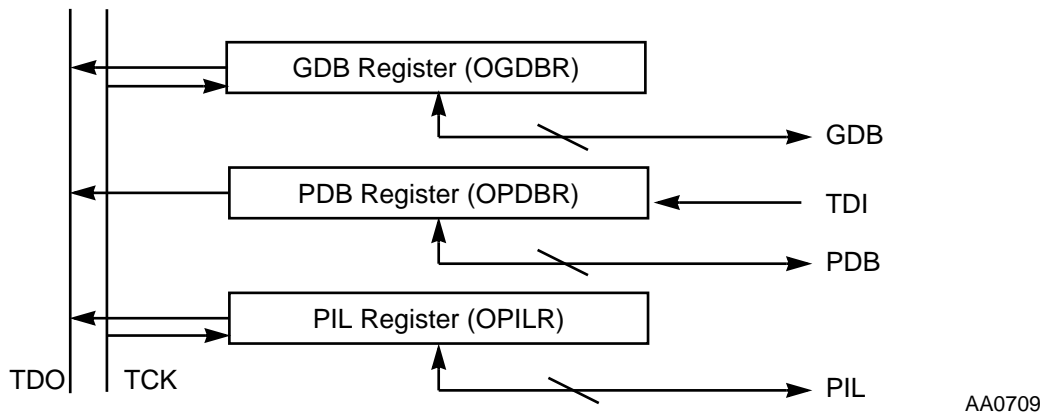 GDB Register (OGDBR)
GDB
PDB Register (OPDBR)
TDI
PDB
PIL Register (OPILR)
TDO
TCK
PIL
AA0709